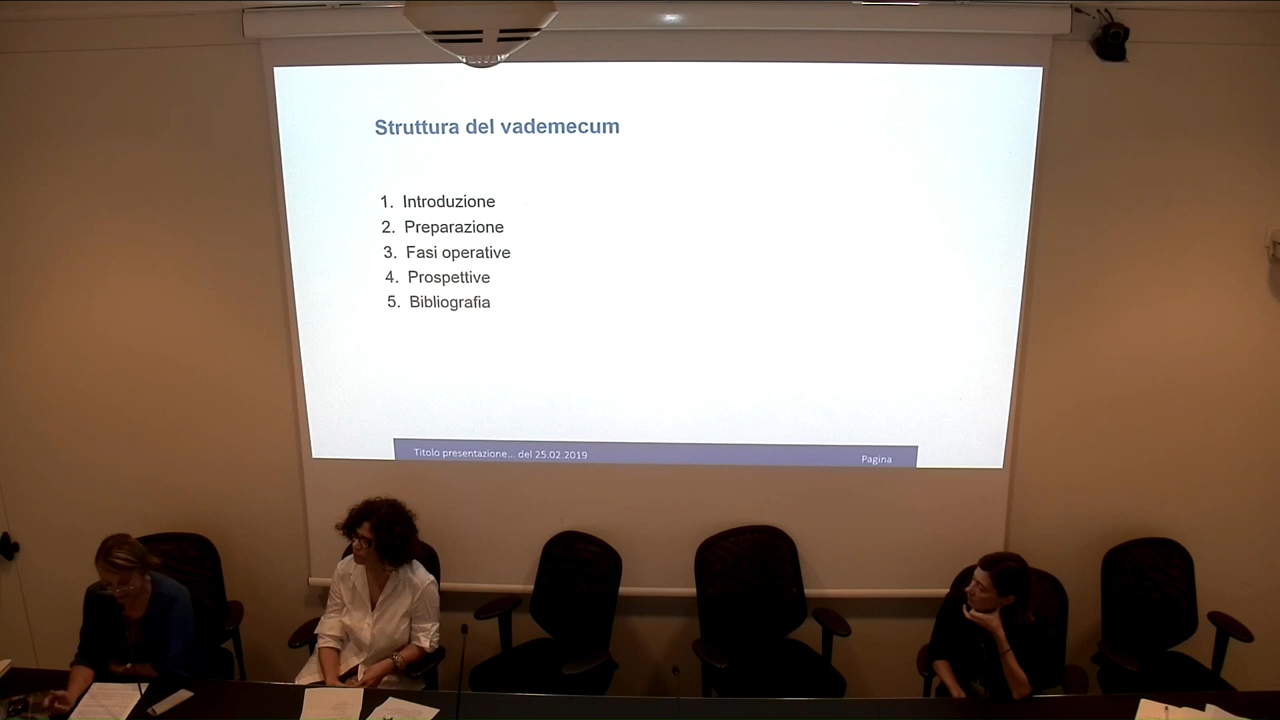 Struttura del vademecum
1. Introduzione
2. Preparazione
3. Fasi operative
4. Prospettive
5. Bibliografia
Titolo presentazione... del 25.02.2019
Pagina